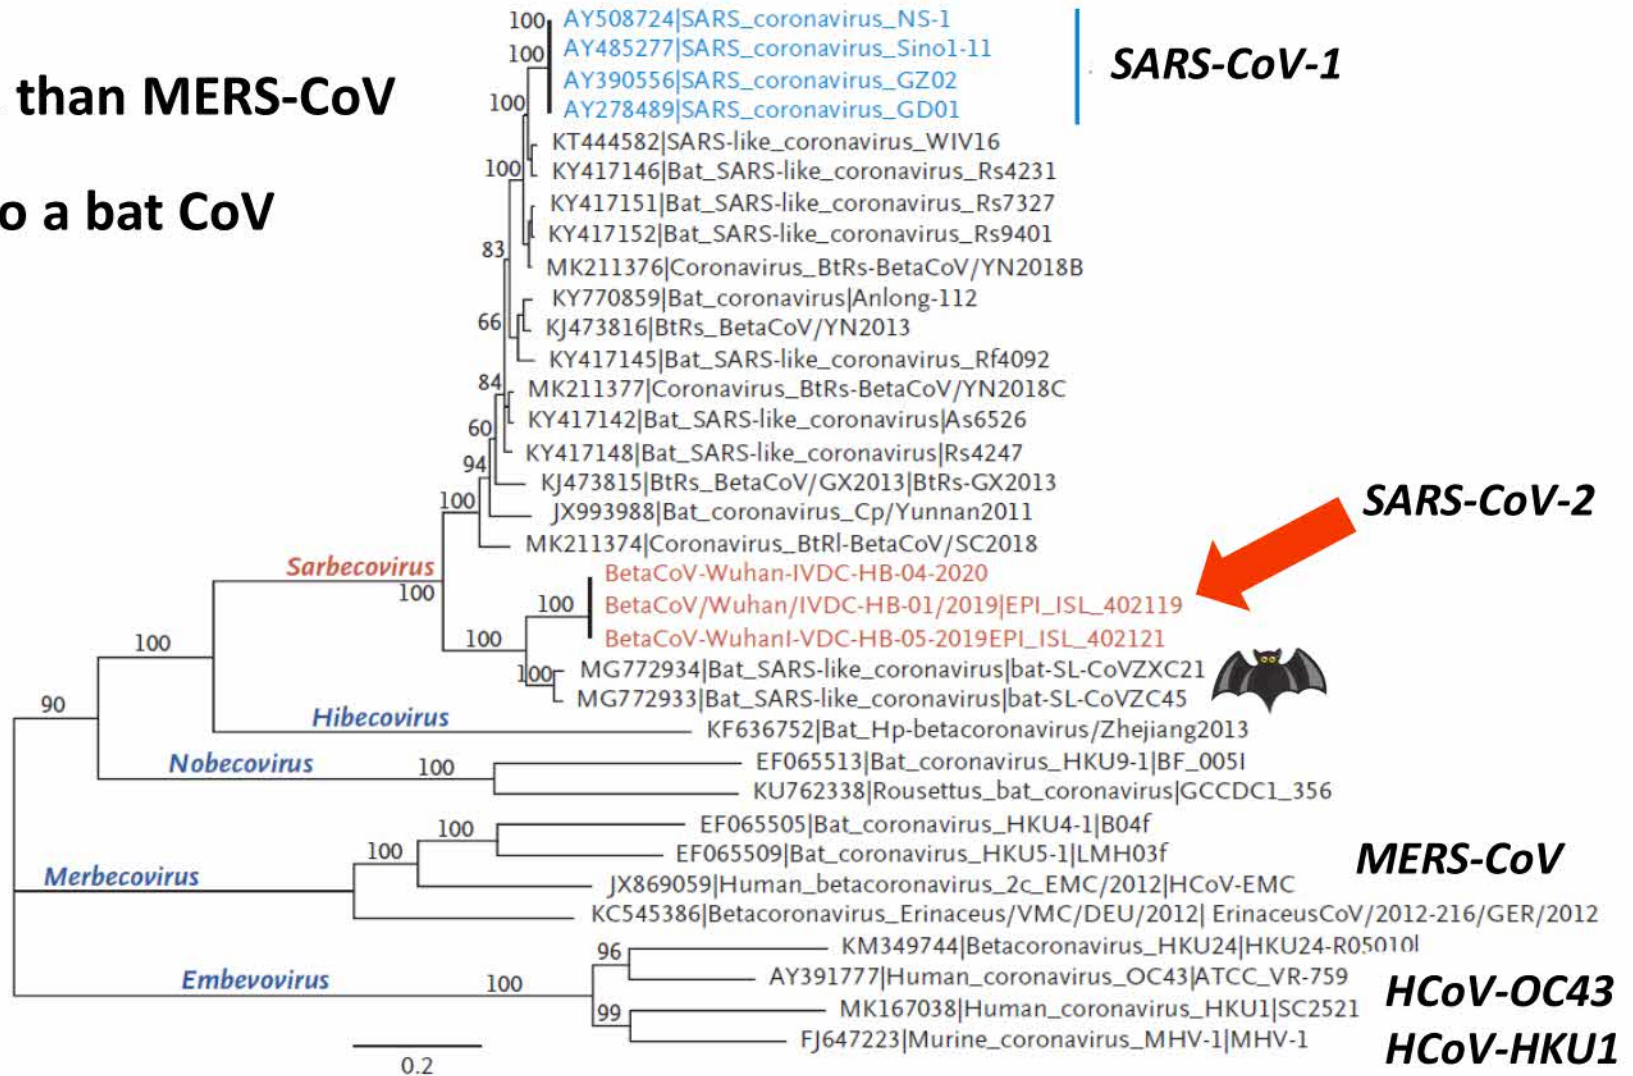 than MERS-CoV
o a bat CoV
100 AY508724|SARS_coronavirus_NS-1
100 AY485277|SARS_coronavirus_Sino1-11
AY390556|SARS_coronavirus_GZ02
100 AY278489|SARS_coronavirus_GD01
SARS-CoV-1
KT444582|SARS-like_coronavirus_WIV16
100 KY417146|Bat_SARS-like_coronavirus_Rs4231
KY417151|Bat_SARS-like_coronavirus_Rs7327
KY417152|Bat_SARS-like_coronavirus_Rs9401
83
MK211376|Coronavirus_BtRs-BetaCoV/YN2018B
KY770859|Bat_coronavirus|Anlong-112
66 KJ473816|BtRs_BetaCoV/YN2013
KY417145|Bat_SARS-like_coronavirus_Rf4092
84 MK211377|Coronavirus_BtRs-BetaCoV/YN2018C
KY417142|Bat_SARS-like_coronavirus|As6526
60
KY417148|Bat_SARS-like_coronavirus|Rs4247
94
KJ473815|BtRs_BetaCoV/GX2013|BtRs-GX2013
100
JX993988|Bat_coronavirus_Cp/Yunnan2011
SARS-CoV-2
MK211374|Coronavirus_BtRl-BetaCoV/SC2018
Sarbecovirus
100
BetaCoV-Wuhan-IVDC-HB-04-2020
100 BetaCoV/Wuhan/IVDC-HB-01/2019|EPI_ISL_402119
100 BetaCoV-WuhanI-VDC-HB-05-2019EPI_ISL_402121
100
100 MG772934|Bat_SARS-like_coronavirus|bat-SL-CoVZXC21
MG772933|Bat_SARS-like_coronavirus|bat-SL-CoVZC45
90
Hibecovirus
KF636752|Bat_Hp-betacoronavirus/Zhejiang2013
Nobecovirus
100
EF065513|Bat_coronavirus_HKU9-1|BF_005I
KU762338|Rousettus_bat_coronavirus|GCCDC1_356
100
EF065505|Bat_coronavirus_HKU4-1|B04f
100
EF065509|Bat_coronavirus_HKU5-1|LMH03f
MERS-CoV
Merbecovirus
JX869059|Human_betacoronavirus_2c_EMC/2012|HCoV-EMC
KC545386|Betacoronavirus_Erinaceus/VMC/DEU/2012| ErinaceusCoV/2012-216/GER/2012
96
KM349744|Betacoronavirus_HKU24|HKU24-R05010I
Embevovirus
100
AY391777|Human_coronavirus_OC43|ATCC_VR-759
HCoV-OC43
99
MK167038|Human_coronavirus_HKU1|SC2521
FJ647223|Murine_coronavirus_MHV-1|MHV-1
HCoV-HKU1
0.2